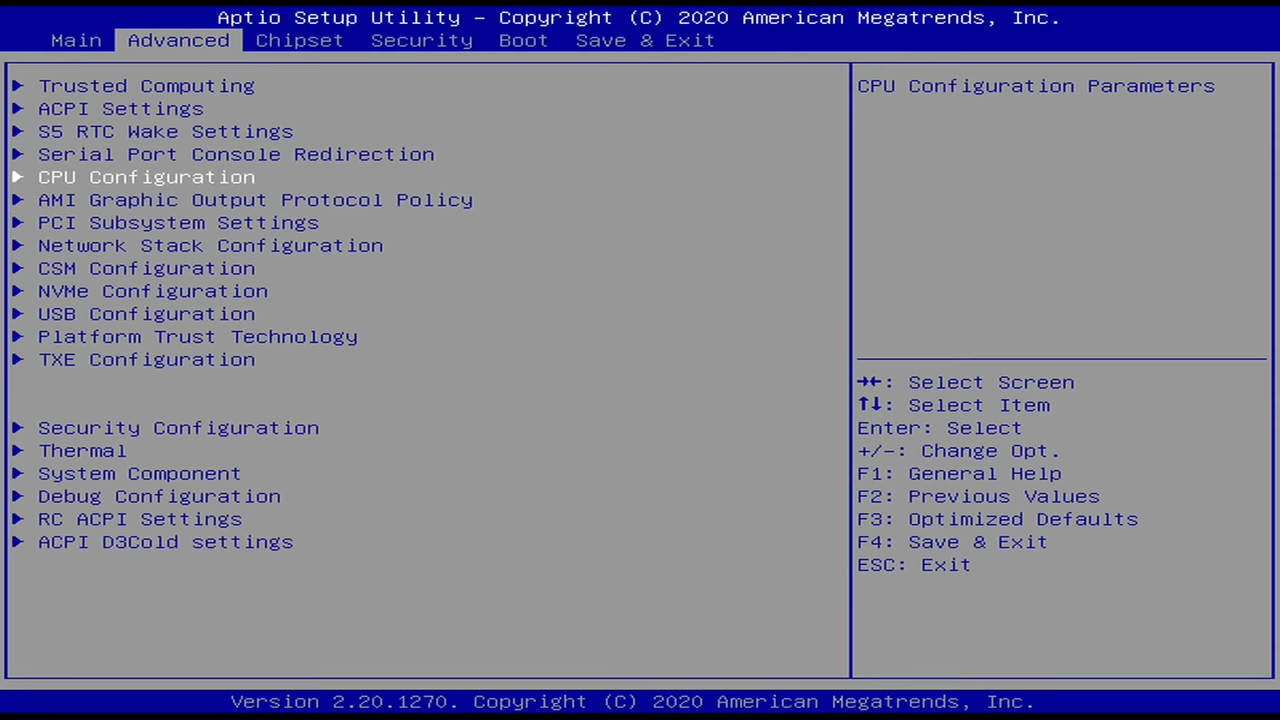 Aptio Setup Utility – Copyright (C) 2020 American Megatrends, Inc.
Main Advanced Chipset Security Boot Save & Exit
Trusted Computing
ACPI Settings
S5 RTC Wake Settings
Serial Port Console Redirection
CPU Configuration
AMI Graphic Output Protocol Policy
PCI Subsystem Settings
Network Stack Configuration
CSM Configuration
NVMe Configuration
USB Configuration
Platform Trust Technology
TXE Configuration
Security Configuration
Thermal
System Component
Debug Configuration
RC ACPI Settings
ACPI D3Cold settings
CPU Configuration Parameters
→←: Select Screen
↑↓: Select Item
Enter: Select
+/-: Change Opt.
F1: General Help
F2: Previous Values
F3: Optimized Defaults
F4: Save & Exit
ESC: Exit
Version 2.20.1270. Copyright (C) 2020 American Megatrends, Inc.